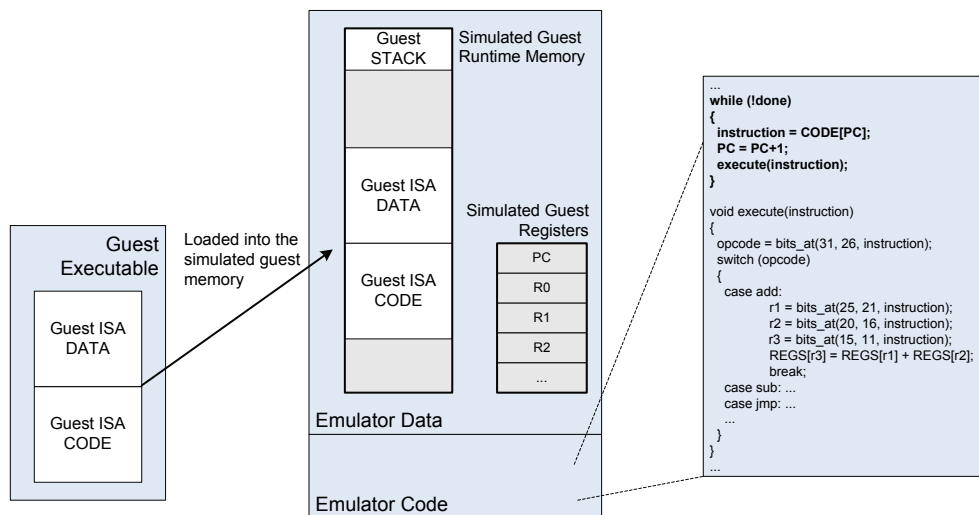 Guest
Executable
Guest ISA
DATA
Guest ISA
CODE
Loaded into the
simulated guest
memory
Guest
STACK
Simulated Guest
Runtime Memory
Guest ISA
DATA
Guest ISA
CODE
Simulated Guest
Registers
PC
R0
R1
R2
...
Emulator Data
Emulator Code
...
while (!done)
{
instruction = CODE[PC];
PC = PC+1;
execute(instruction);
}
void execute(instruction)
{
opcode = bits_at(31, 26, instruction);
switch (opcode)
{
case add:
r1 = bits_at(25, 21, instruction);
r2 = bits_at(20, 16, instruction);
r3 = bits_at(15, 11, instruction);
REGS[r3] = REGS[r1] + REGS[r2];
break;
case sub: ...
case jmp: ...
...
}
}
...